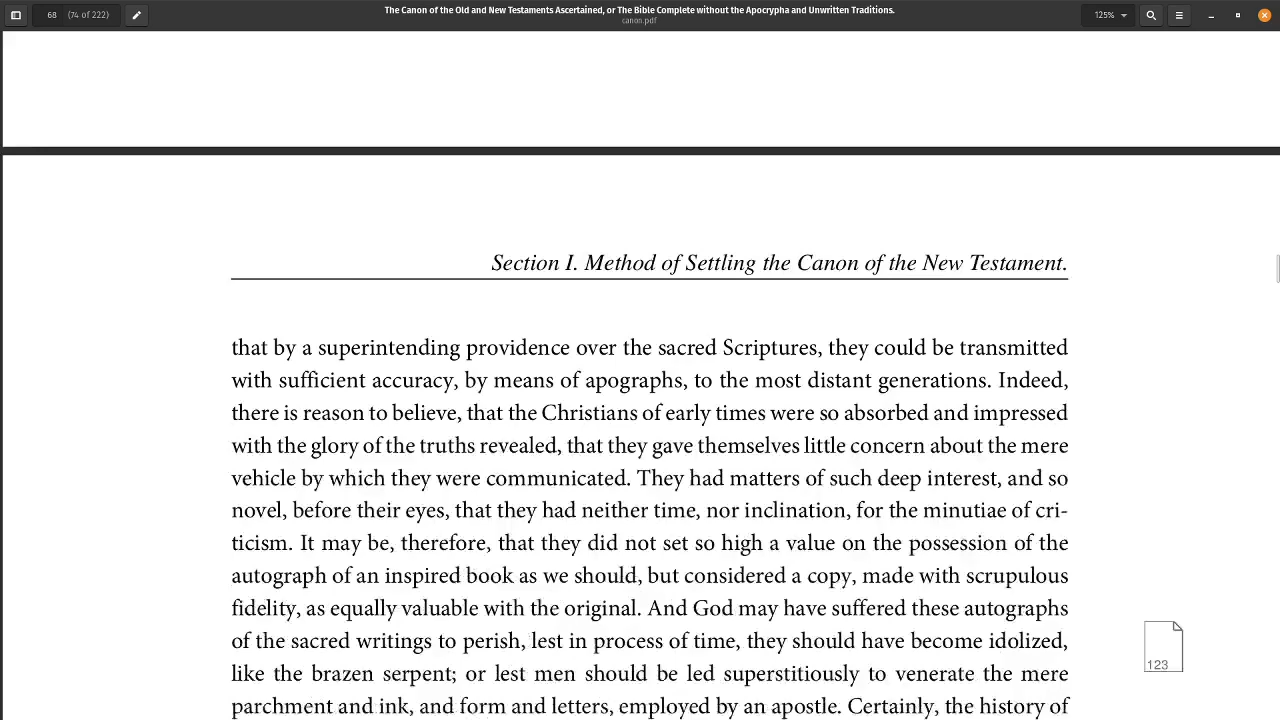 68 (74 of 222)
The Canon of the Old and New Testaments Ascertained, or The Bible Complete without the Apocrypha and Unwritten Traditions.
canon.pdf
125%
Section I. Method of Settling the Canon of the New Testament.
that by a superintending providence over the sacred Scriptures, they could be transmitted
with sufficient accuracy, by means of apographs, to the most distant generations. Indeed,
there is reason to believe, that the Christians of early times were so absorbed and impressed
with the glory of the truths revealed, that they gave themselves little concern about the mere
vehicle by which they were communicated. They had matters of such deep interest, and so
novel, before their eyes, that they had neither time, nor inclination, for the minutiae of cri-
ticism. It may be, therefore, that they did not set so high a value on the possession of the
autograph of an inspired book as we should, but considered a copy, made with scrupulous
fidelity, as equally valuable with the original. And God may have suffered these autographs
of the sacred writings to perish, lest in process of time, they should have become idolized,
like the brazen serpent; or lest men should be led superstitiously to venerate the mere
parchment and ink, and form and letters, employed by an apostle. Certainly, the history of
123